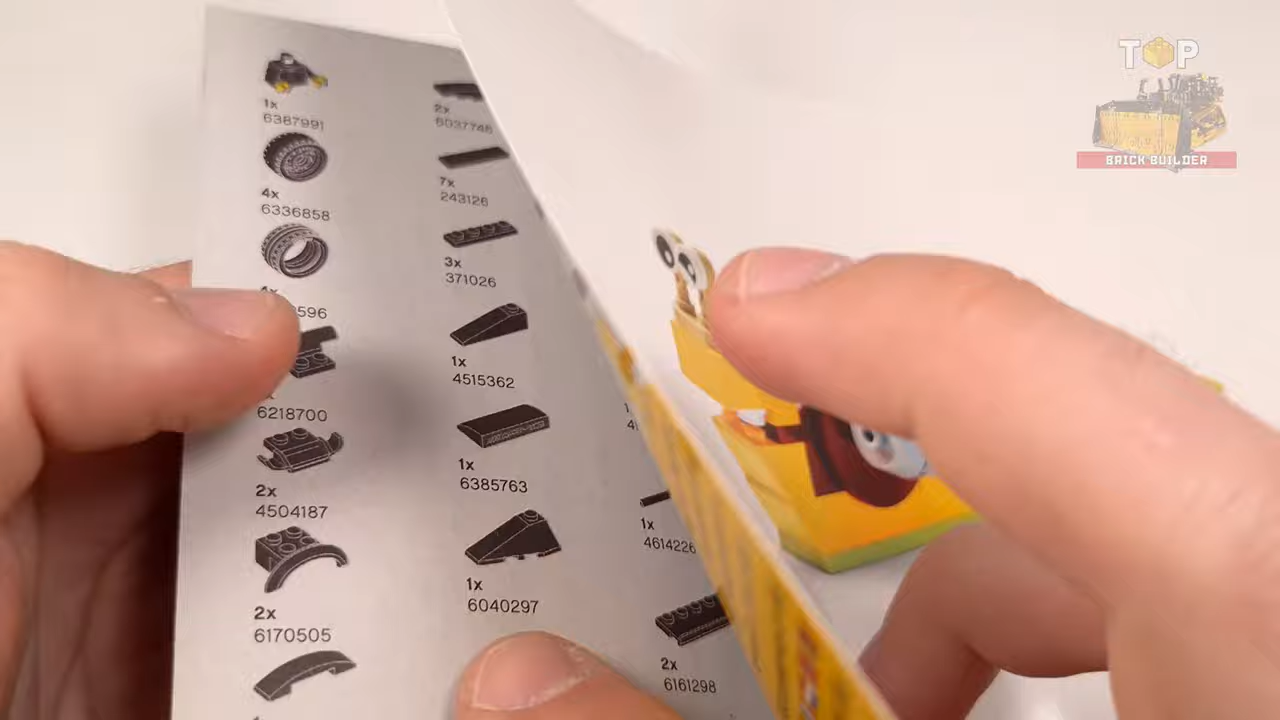 1x
6387991
4x
6336858
4x
596
6218700
2x
4504187
2x
6170505
2x
6037746
7x
243126
3x
371026
1x
4515362
1x
6385763
1x
6040297
1x
4614226
2x
6161298
TOP
BRICK BUILDER